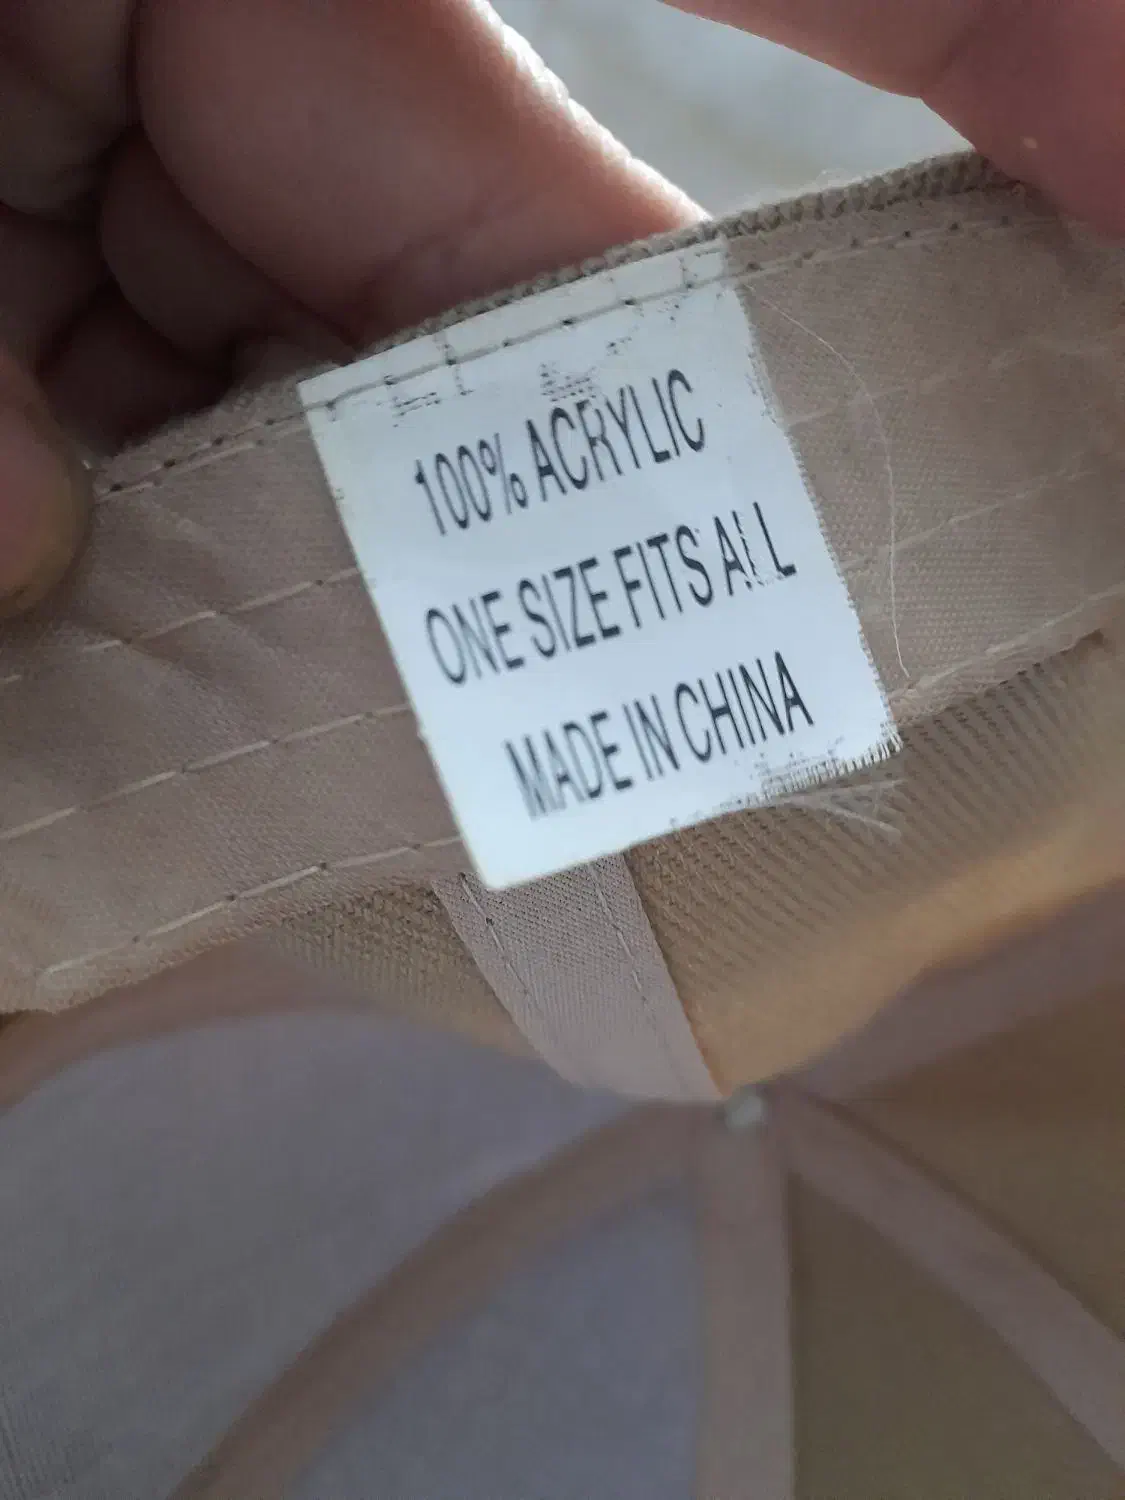 100% ACRYLIC
ONE SIZE FITS ALL
MADE IN CHINA